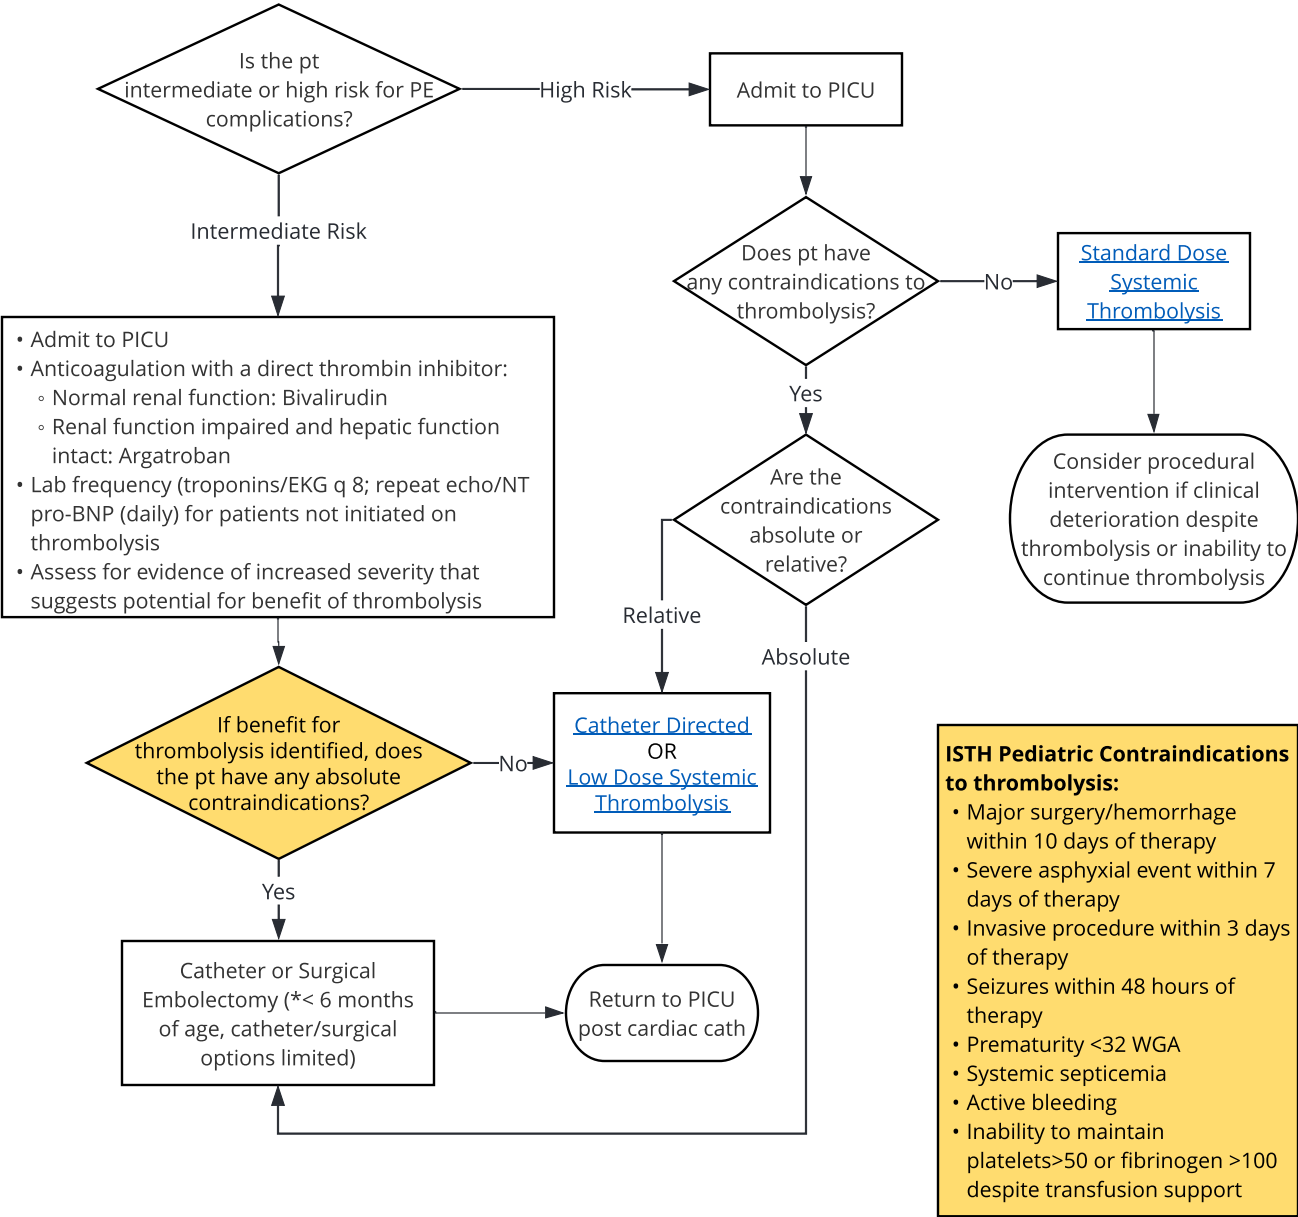 Is the pt
intermediate or high risk for PE
complications?
High Risk
Admit to PICU
Intermediate Risk
Does pt have
any contraindications to
thrombolysis?
No
Standard Dose
Systemic
Thrombolysis
• Admit to PICU
• Anticoagulation with a direct thrombin inhibitor:
◦ Normal renal function: Bivalirudin
◦ Renal function impaired and hepatic function
intact: Argatroban
• Lab frequency (troponins/EKG q 8; repeat echo/NT
pro-BNP (daily) for patients not initiated on
thrombolysis
• Assess for evidence of increased severity that
suggests potential for benefit of thrombolysis
Yes
Are the
contraindications
absolute or
relative?
Consider procedural
intervention if clinical
deterioration despite
thrombolysis or inability to
continue thrombolysis
Relative
Absolute
If benefit for
thrombolysis identified, does
the pt have any absolute
contraindications?
No
Catheter Directed
OR
Low Dose Systemic
Thrombolysis
Yes
Catheter or Surgical
Embolectomy (*< 6 months
of age, catheter/surgical
options limited)
Return to PICU
post cardiac cath
ISTH Pediatric Contraindications
to thrombolysis:
• Major surgery/hemorrhage
within 10 days of therapy
• Severe asphyxial event within 7
days of therapy
• Invasive procedure within 3 days
of therapy
• Seizures within 48 hours of
therapy
• Prematurity <32 WGA
• Systemic septicemia
• Active bleeding
• Inability to maintain
platelets>50 or fibrinogen >100
despite transfusion support